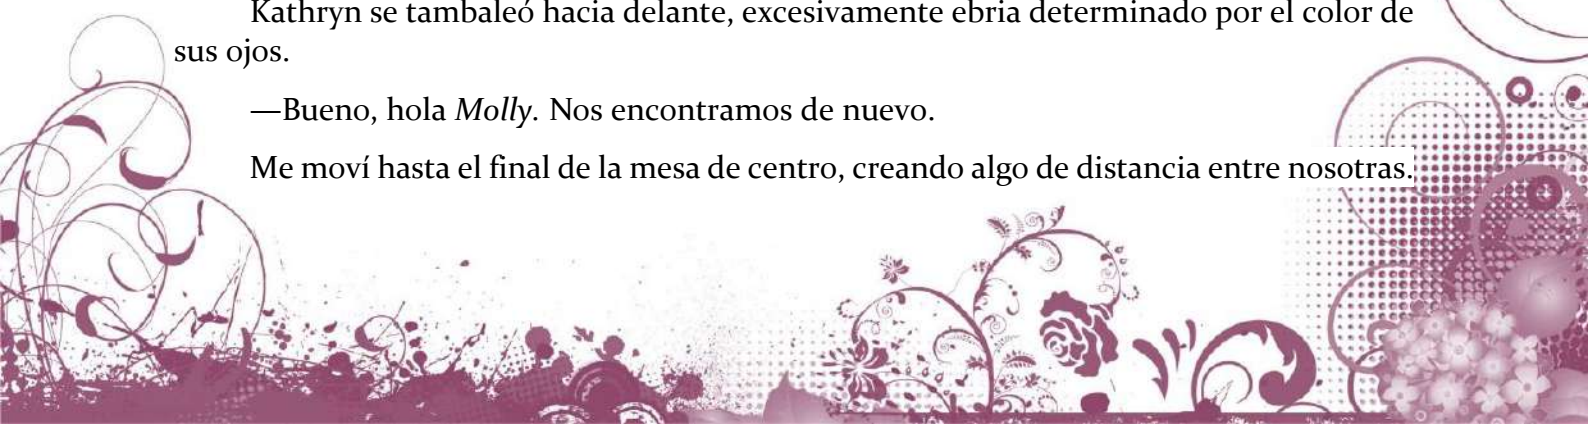 Kathryn se tambaleó hacia delante, excesivamente ebria determinado por el color de
sus ojos.
—Bueno, hola Molly. Nos encontramos de nuevo.
Me moví hasta el final de la mesa de centro, creando algo de distancia entre nosotras.